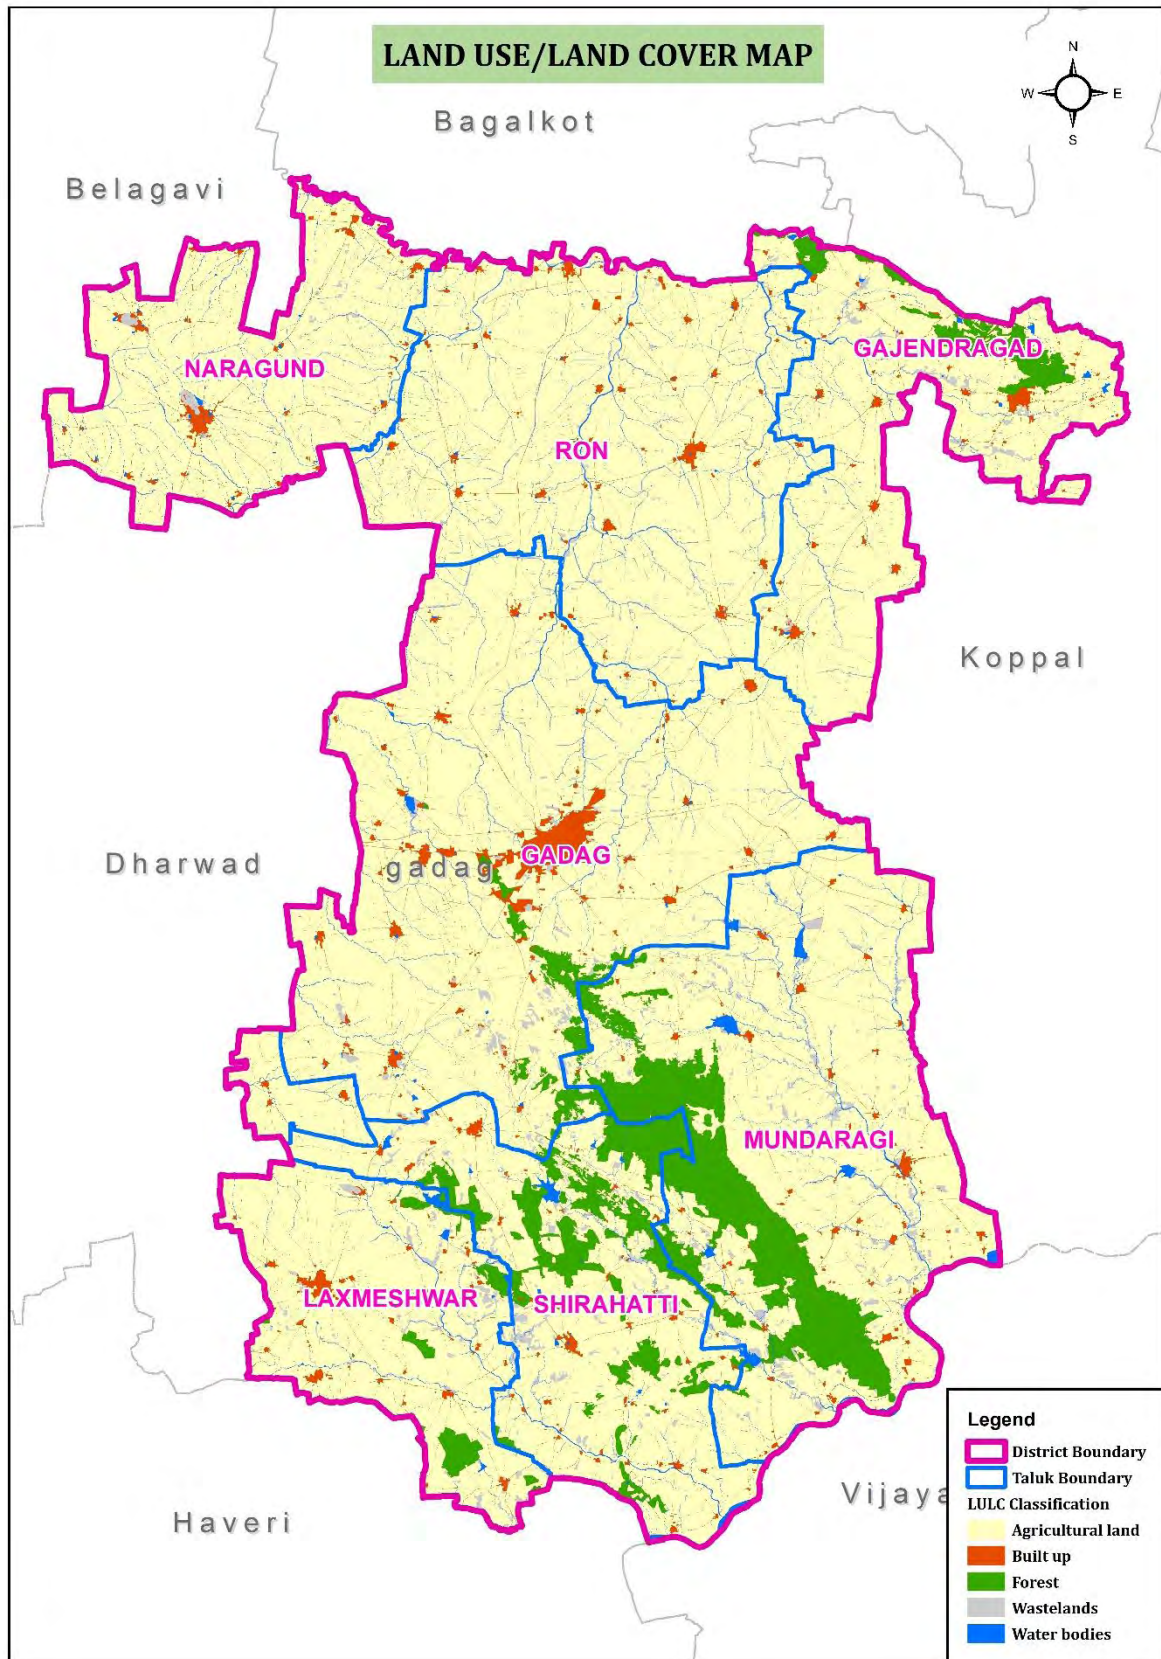 LAND USE/LAND COVER MAP
N
W E
S
Bagalkot
Belagavi
NARAGUND
GAJENDRAGAD
RON
Koppal
Dharwad
gadag
GADAG
MUNDARAGI
LAXMESHWAR
SHIRAHATTI
Haveri
Vijaya
Legend
District Boundary
Taluk Boundary
LULC Classification
Agricultural land
Built up
Forest
Wastelands
Water bodies